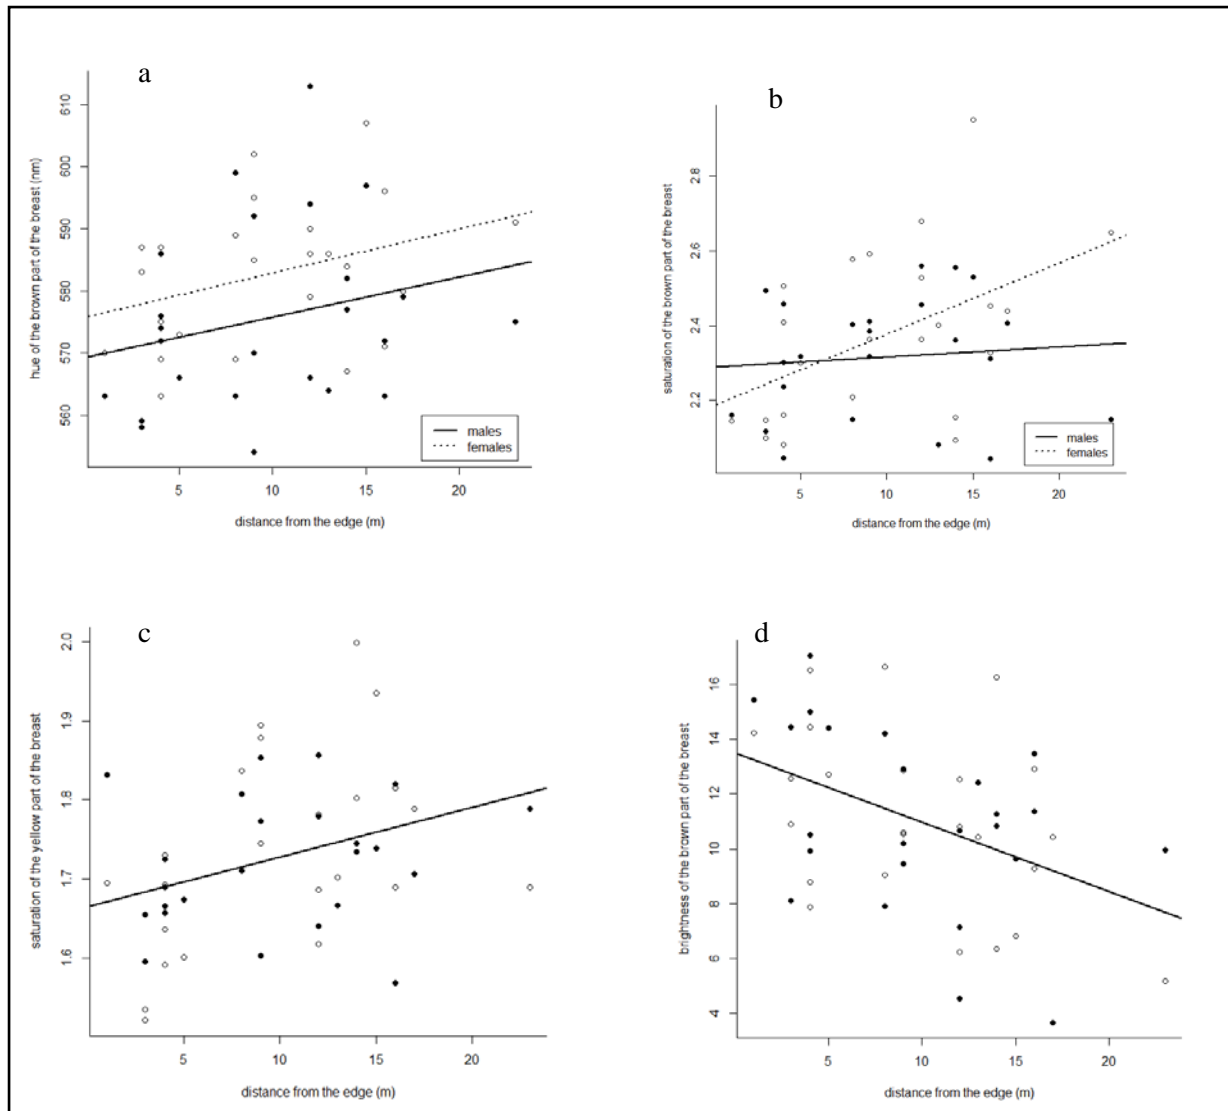 a
hue of the brown part of the breast (nm)
610
600
590
580
570
560
males
females
5 10 15 20
distance from the edge (m)
b
saturation of the brown part of the breast
2.8
2.6
2.4
2.2
males
females
5 10 15 20
distance from the edge (m)
c
saturation of the yellow part of the breast
2.0
1.9
1.8
1.7
1.6
5 10 15 20
distance from the edge (m)
d
brightness of the brown part of the breast
16
14
12
10
8
6
4
5 10 15 20
distance from the edge (m)